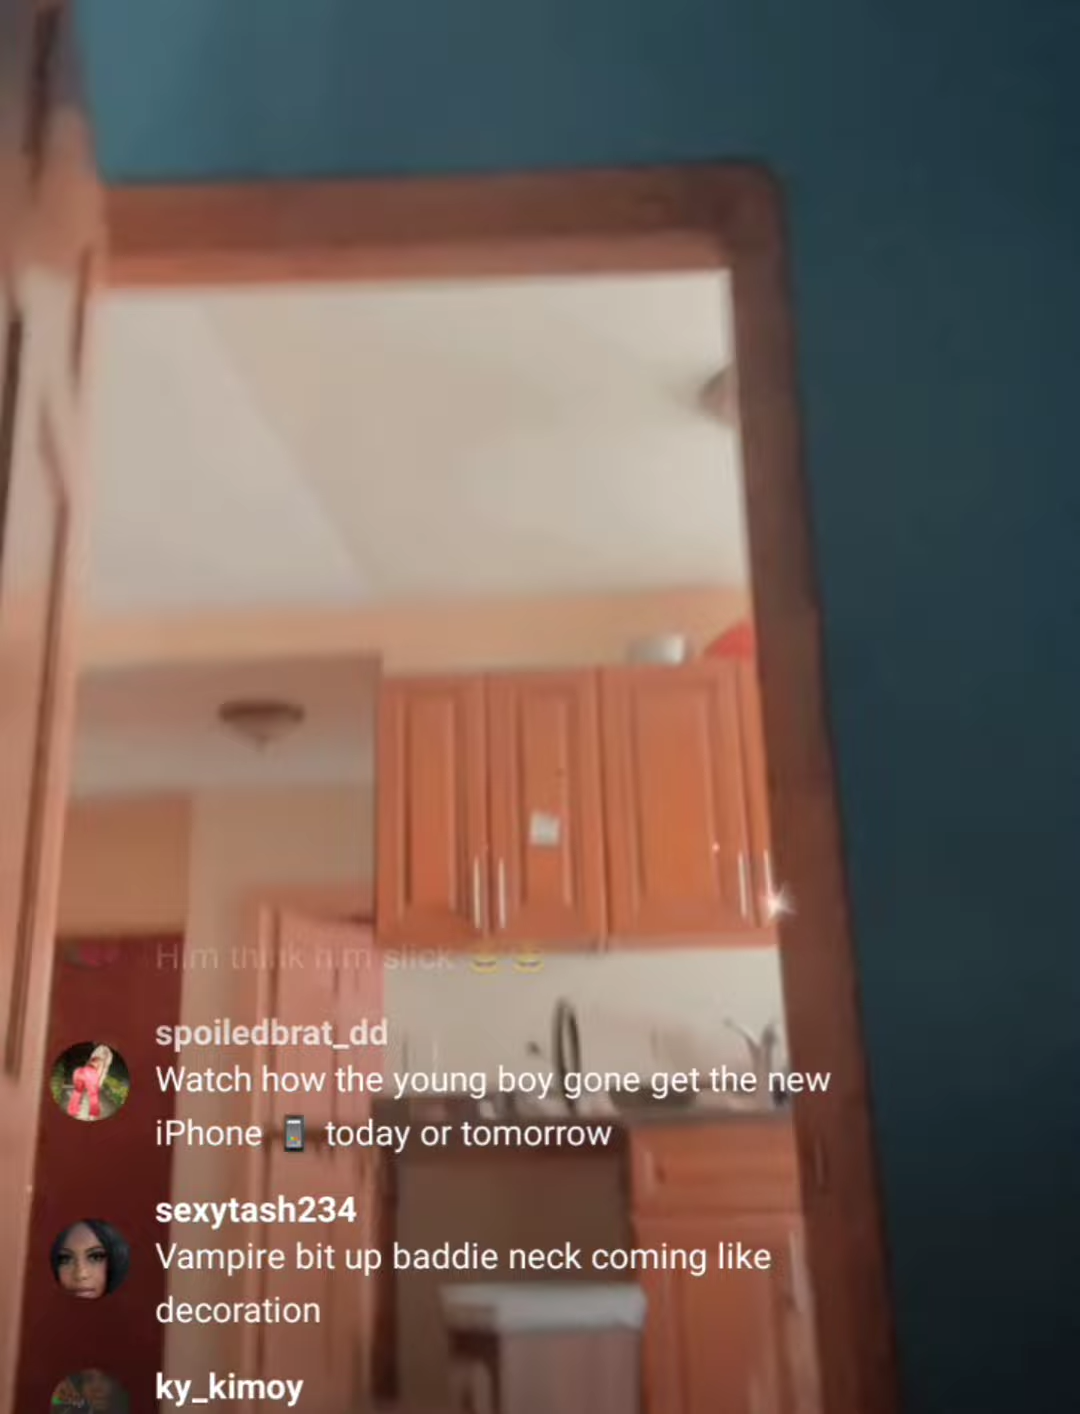 Him think him slick 😂 😂
spoiledbrat_dd
Watch how the young boy gone get the new
iPhone 📱 today or tomorrow
sexytash234
Vampire bit up baddie neck coming like
decoration
ky_kimoy